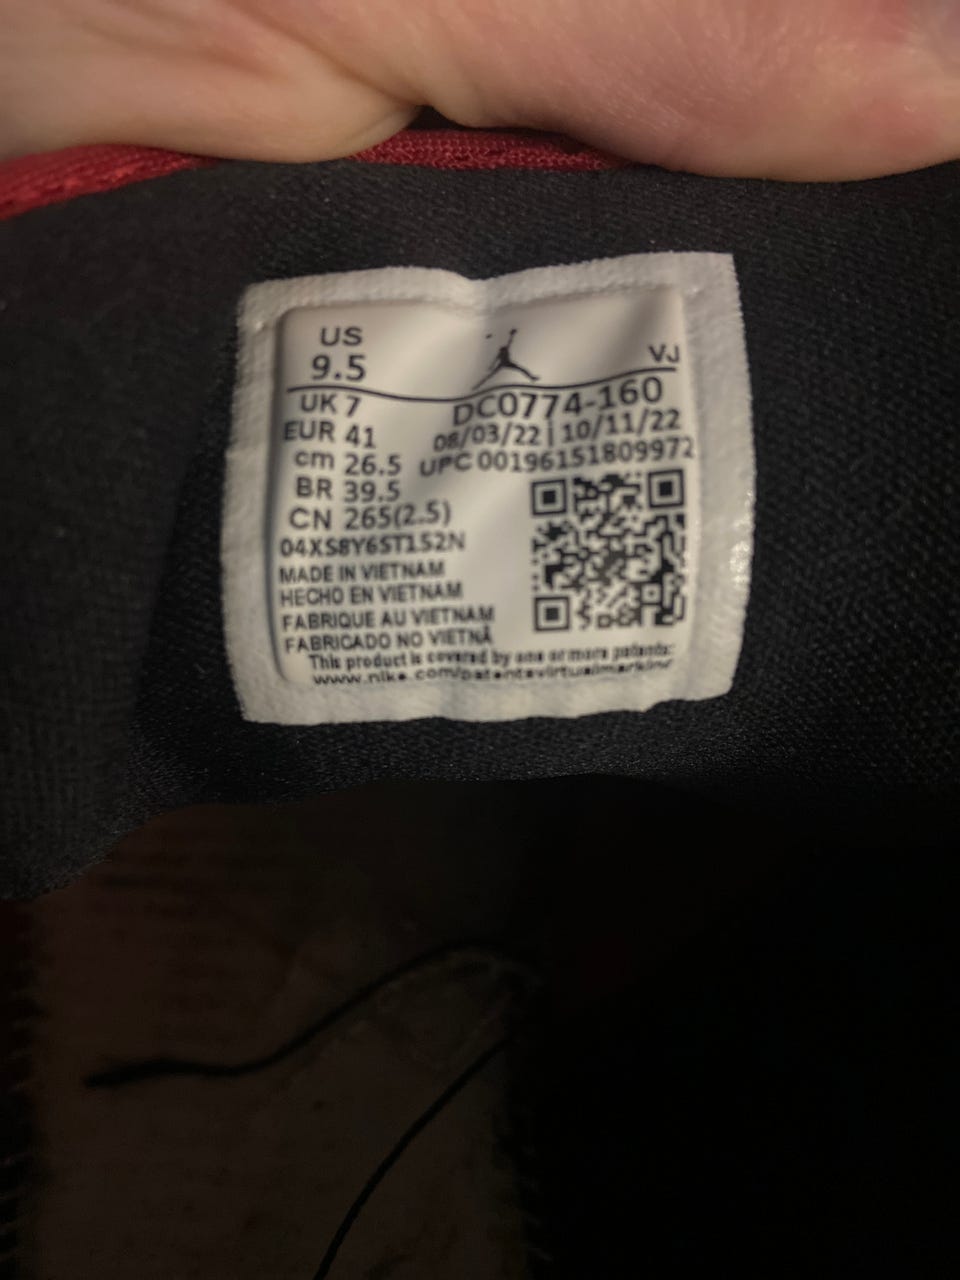 US
9.5
VJ
UK 7
DC0774-160
EUR 41
08/03/22 | 10/11/22
cm 26.5
UPC 00196151809972
BR 39.5
CN 265(2.5)
04XS8Y6ST152N
MADE IN VIETNAM
HECHO EN VIETNAM
FABRIQUE AU VIETNAM
FABRICADO NO VIETNÃ
This product is covered by one or more patents:
www.nike.com/patentsvirtualmarking